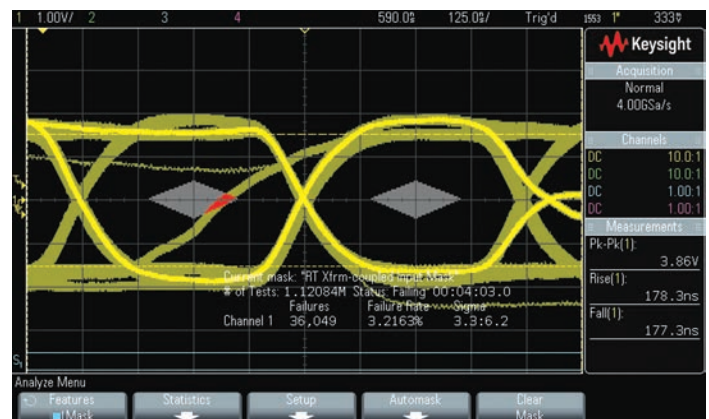 1 1.00V/ 2 3 4 590.0s 125.0s/ Trig'd 1553 1
Keysight
Acquisition
Normal
4.00GSa/s
Channels
DC 10.0:1
DC 10.0:1
DC 1.00:1
DC 1.00:1
Measurements
Pk-Pk(1):
3.86V
Rise(1):
178.3ns
Fall(1):
177.3ns
Current mask: "RT Xfrm-coupled Input Mask"
# of Tests: 1.12084M Status: Failing 00:04:03.0
Failures Failure Rate Sigma
Channel 1 36,049 3.2163% 3.3:6.2
Analyze Menu
Features Statistics Setup Automask Clear
Mask Mask